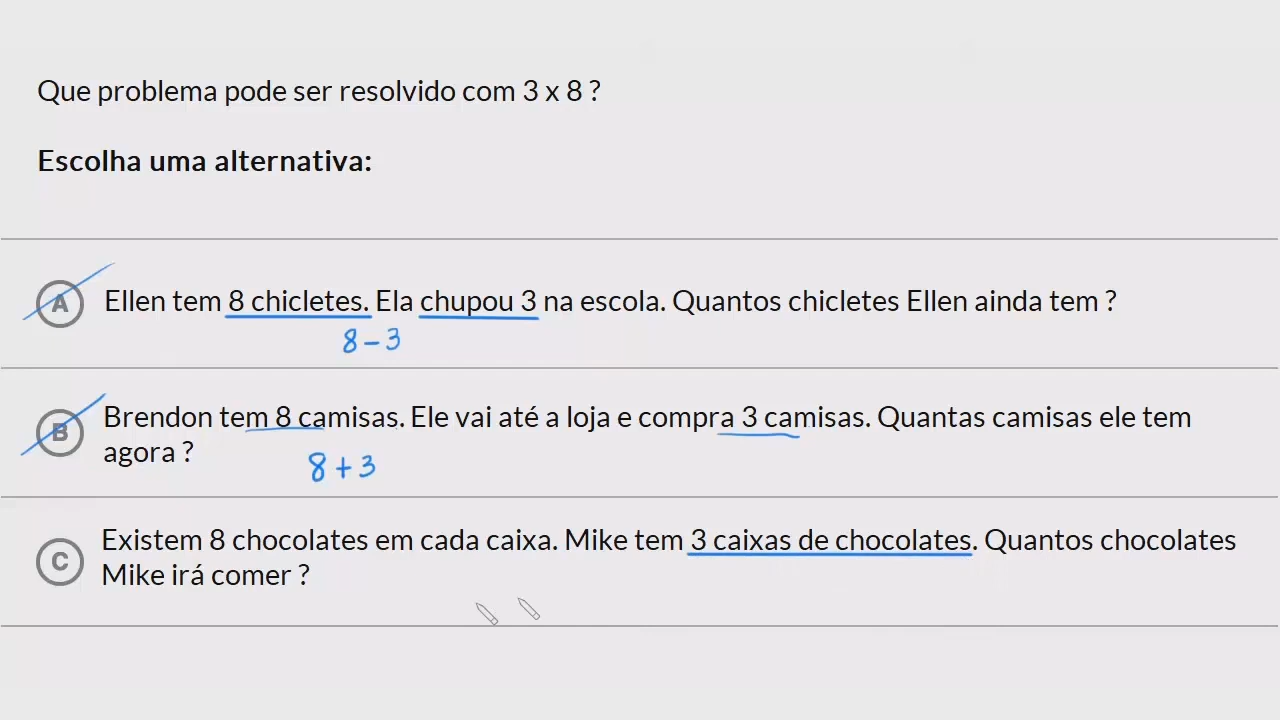 Que problema pode ser resolvido com 3 x 8 ?
Escolha uma alternativa:
A Ellen tem 8 chicletes. Ela chupou 3 na escola. Quantos chicletes Ellen ainda tem ?
8 - 3
B Brendon tem 8 camisas. Ele vai até a loja e compra 3 camisas. Quantas camisas ele tem
agora ?
8 + 3
C Existem 8 chocolates em cada caixa. Mike tem 3 caixas de chocolates. Quantos chocolates
Mike irá comer ?